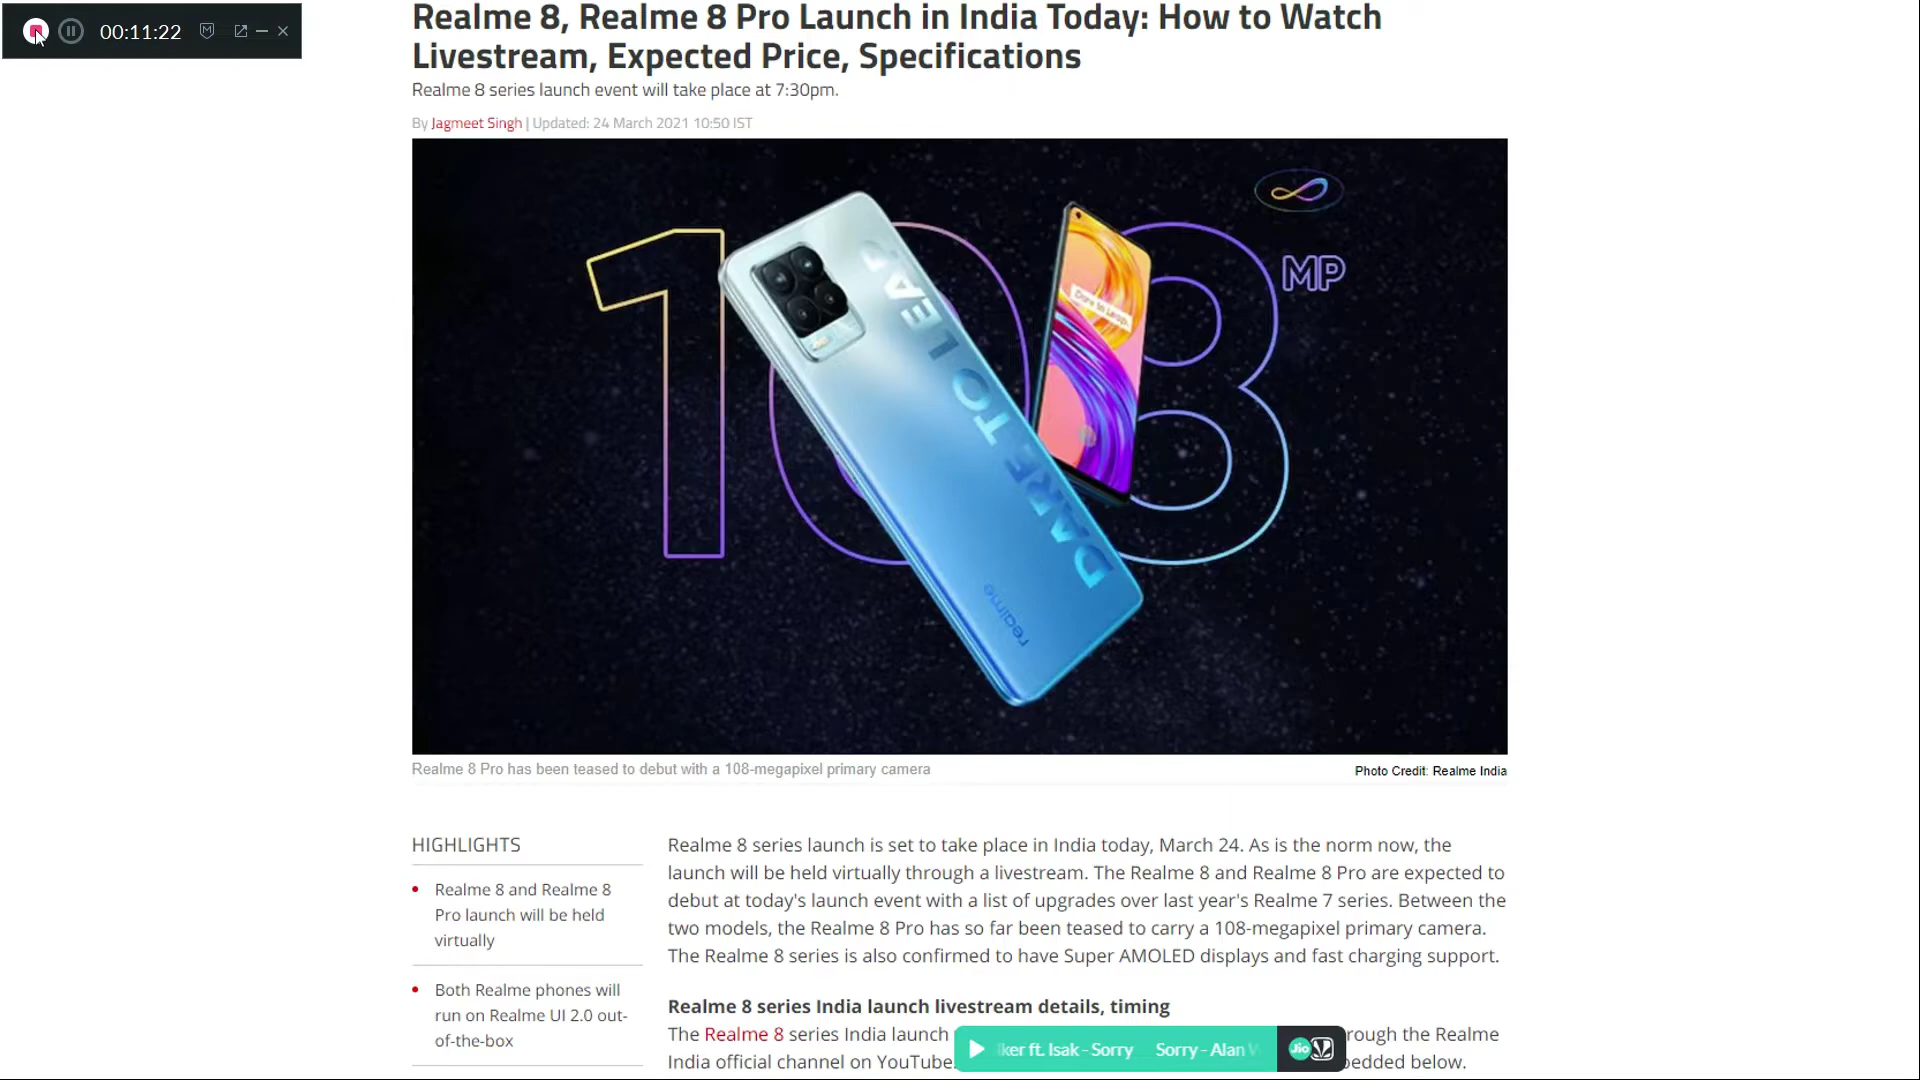 00:11:22
Realme 8, Realme 8 Pro Launch in India Today: How to Watch
Livestream, Expected Price, Specifications
Realme 8 series launch event will take place at 7:30pm.
By Jagmeet Singh | Updated: 24 March 2021 10:50 IST
108
MP
DARE TO LEAP
Dare to Leap
realme
Realme 8 Pro has been teased to debut with a 108-megapixel primary camera
Photo Credit: Realme India
HIGHLIGHTS
Realme 8 and Realme 8
Pro launch will be held
virtually
Both Realme phones will
run on Realme UI 2.0 out-
of-the-box
Realme 8 series launch is set to take place in India today, March 24. As is the norm now, the
launch will be held virtually through a livestream. The Realme 8 and Realme 8 Pro are expected to
debut at today's launch event with a list of upgrades over last year's Realme 7 series. Between the
two models, the Realme 8 Pro has so far been teased to carry a 108-megapixel primary camera.
The Realme 8 series is also confirmed to have Super AMOLED displays and fast charging support.
Realme 8 series India launch livestream details, timing
The Realme 8 series India launch rough the Realme
India official channel on YouTube. bedded below.
ker ft. Isak - Sorry Sorry - Alan
Jio